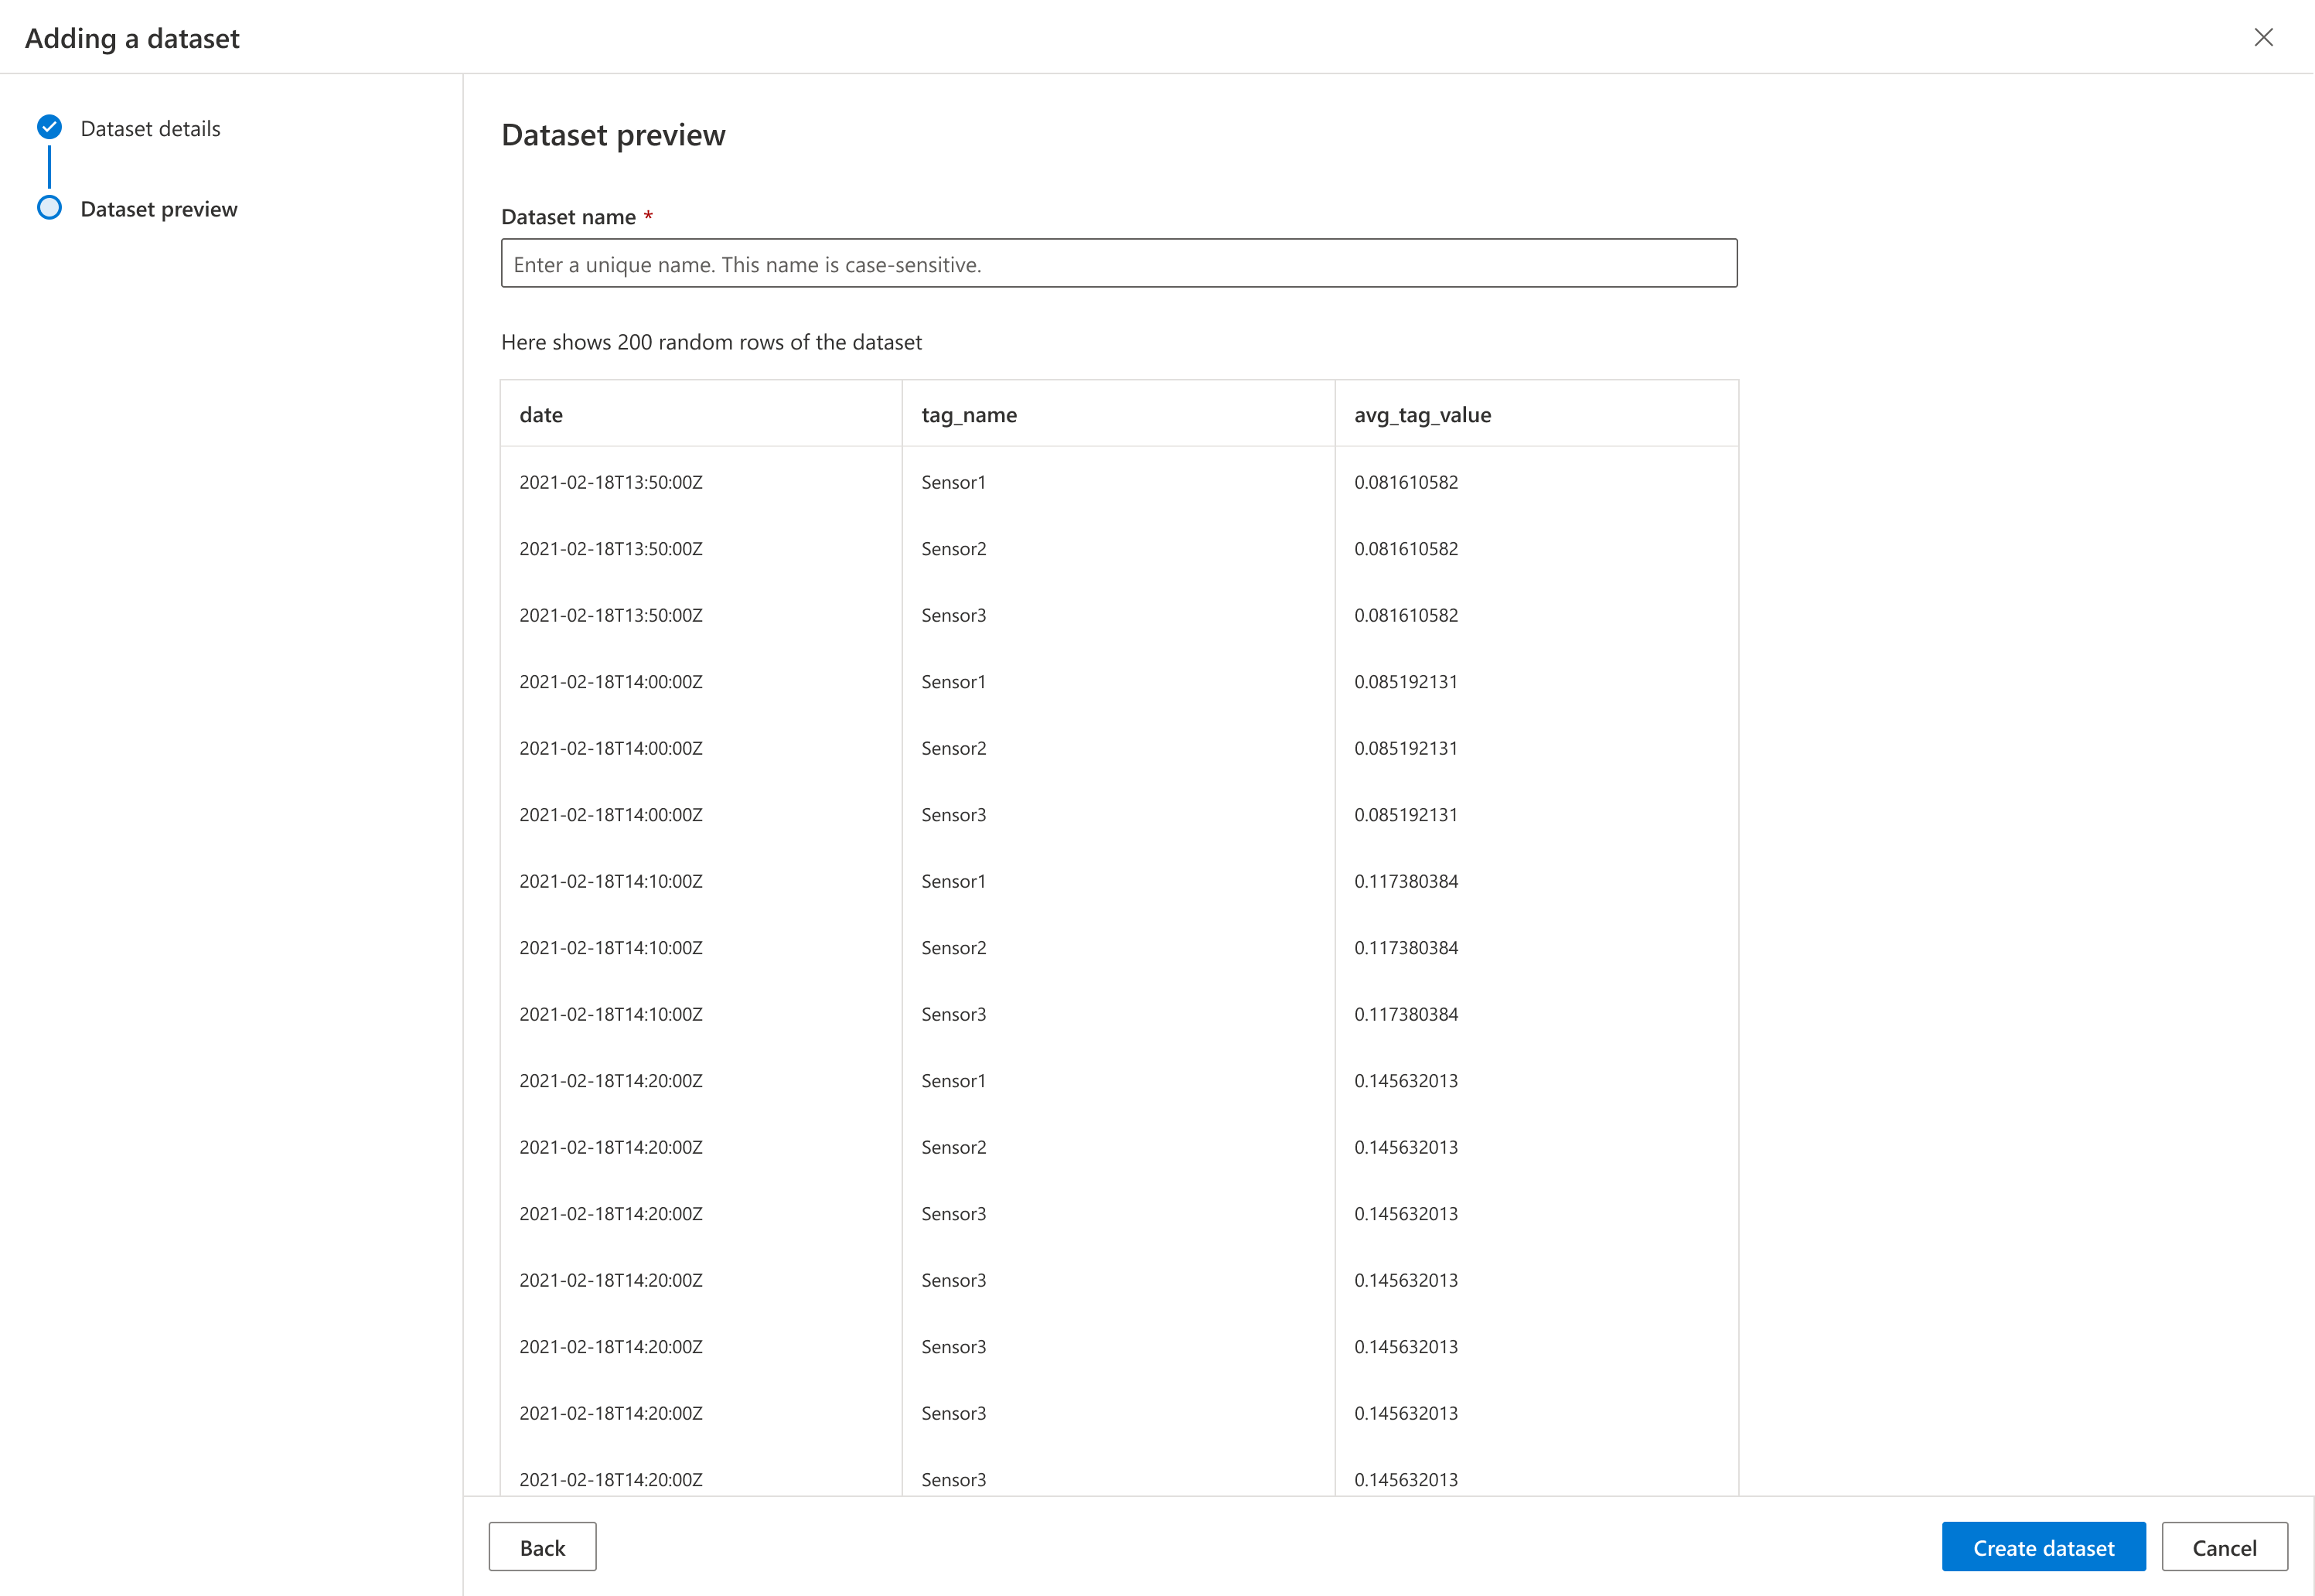 Adding a dataset
Dataset details
Dataset preview
Dataset preview
Dataset name *
Enter a unique name. This name is case-sensitive.
Here shows 200 random rows of the dataset
date tag_name avg_tag_value
2021-02-18T13:50:00Z Sensor1 0.081610582
2021-02-18T13:50:00Z Sensor2 0.081610582
2021-02-18T13:50:00Z Sensor3 0.081610582
2021-02-18T14:00:00Z Sensor1 0.085192131
2021-02-18T14:00:00Z Sensor2 0.085192131
2021-02-18T14:00:00Z Sensor3 0.085192131
2021-02-18T14:10:00Z Sensor1 0.117380384
2021-02-18T14:10:00Z Sensor2 0.117380384
2021-02-18T14:10:00Z Sensor3 0.117380384
2021-02-18T14:20:00Z Sensor1 0.145632013
2021-02-18T14:20:00Z Sensor2 0.145632013
2021-02-18T14:20:00Z Sensor3 0.145632013
2021-02-18T14:20:00Z Sensor3 0.145632013
2021-02-18T14:20:00Z Sensor3 0.145632013
2021-02-18T14:20:00Z Sensor3 0.145632013
2021-02-18T14:20:00Z Sensor3 0.145632013
Back Create dataset Cancel